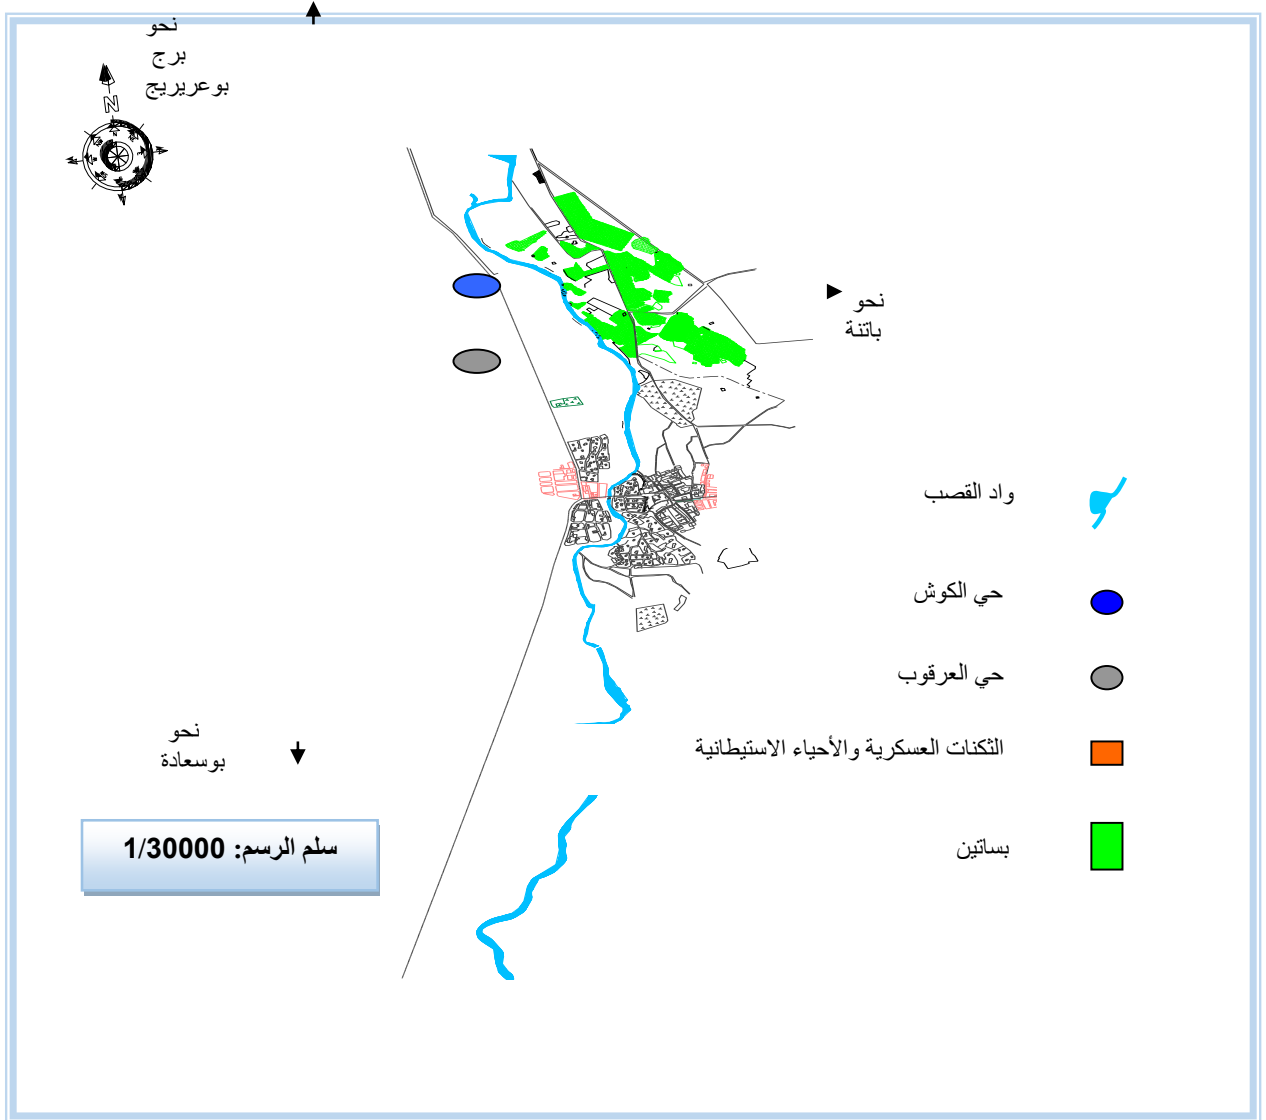 نحو
برج
بوعريريج
N
نحو
باتنة
واد القصب
حي الكوش
حي العرقوب
نحو
بوسعادة
الثكنات العسكرية والأحياء الاستيطانية
سلم الرسم: 1/30000
بساتين